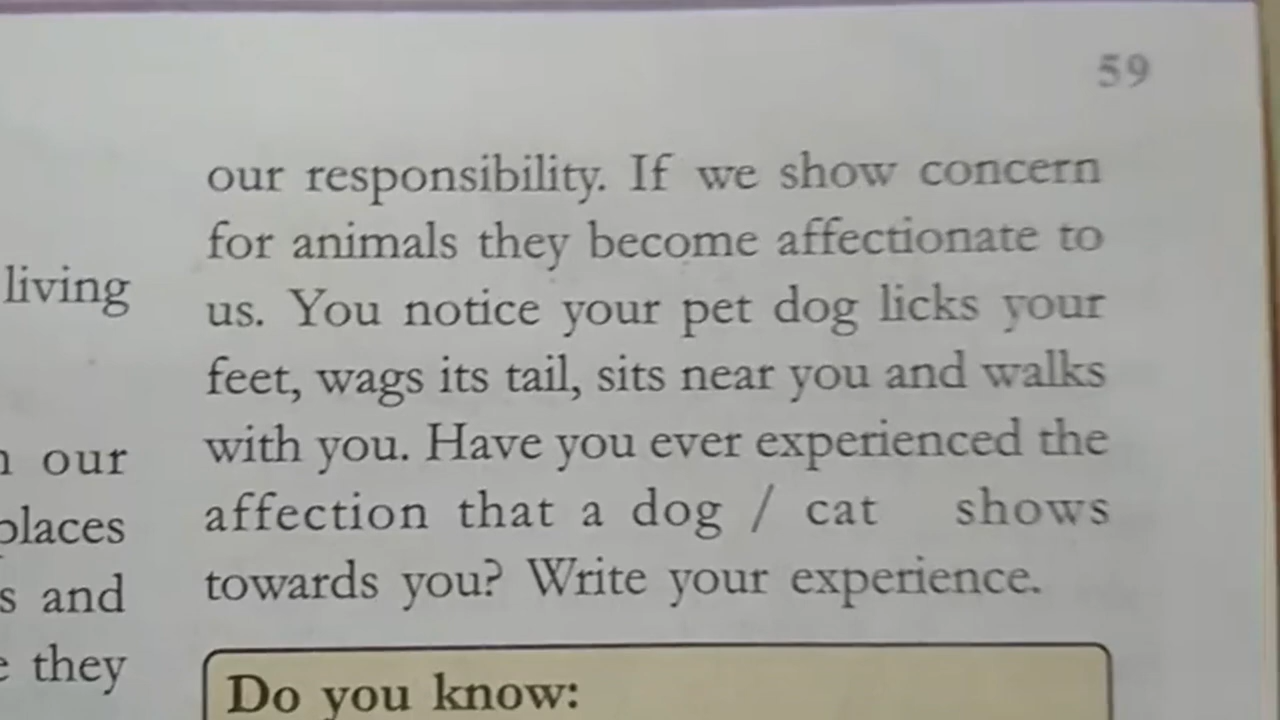 59
living
our
places
s and
they
our responsibility. If we show concern
for animals they become affectionate to
us. You notice your pet dog licks your
feet, wags its tail, sits near you and walks
with you. Have you ever experienced the
affection that a dog / cat shows
towards you? Write your experience.
Do you know: